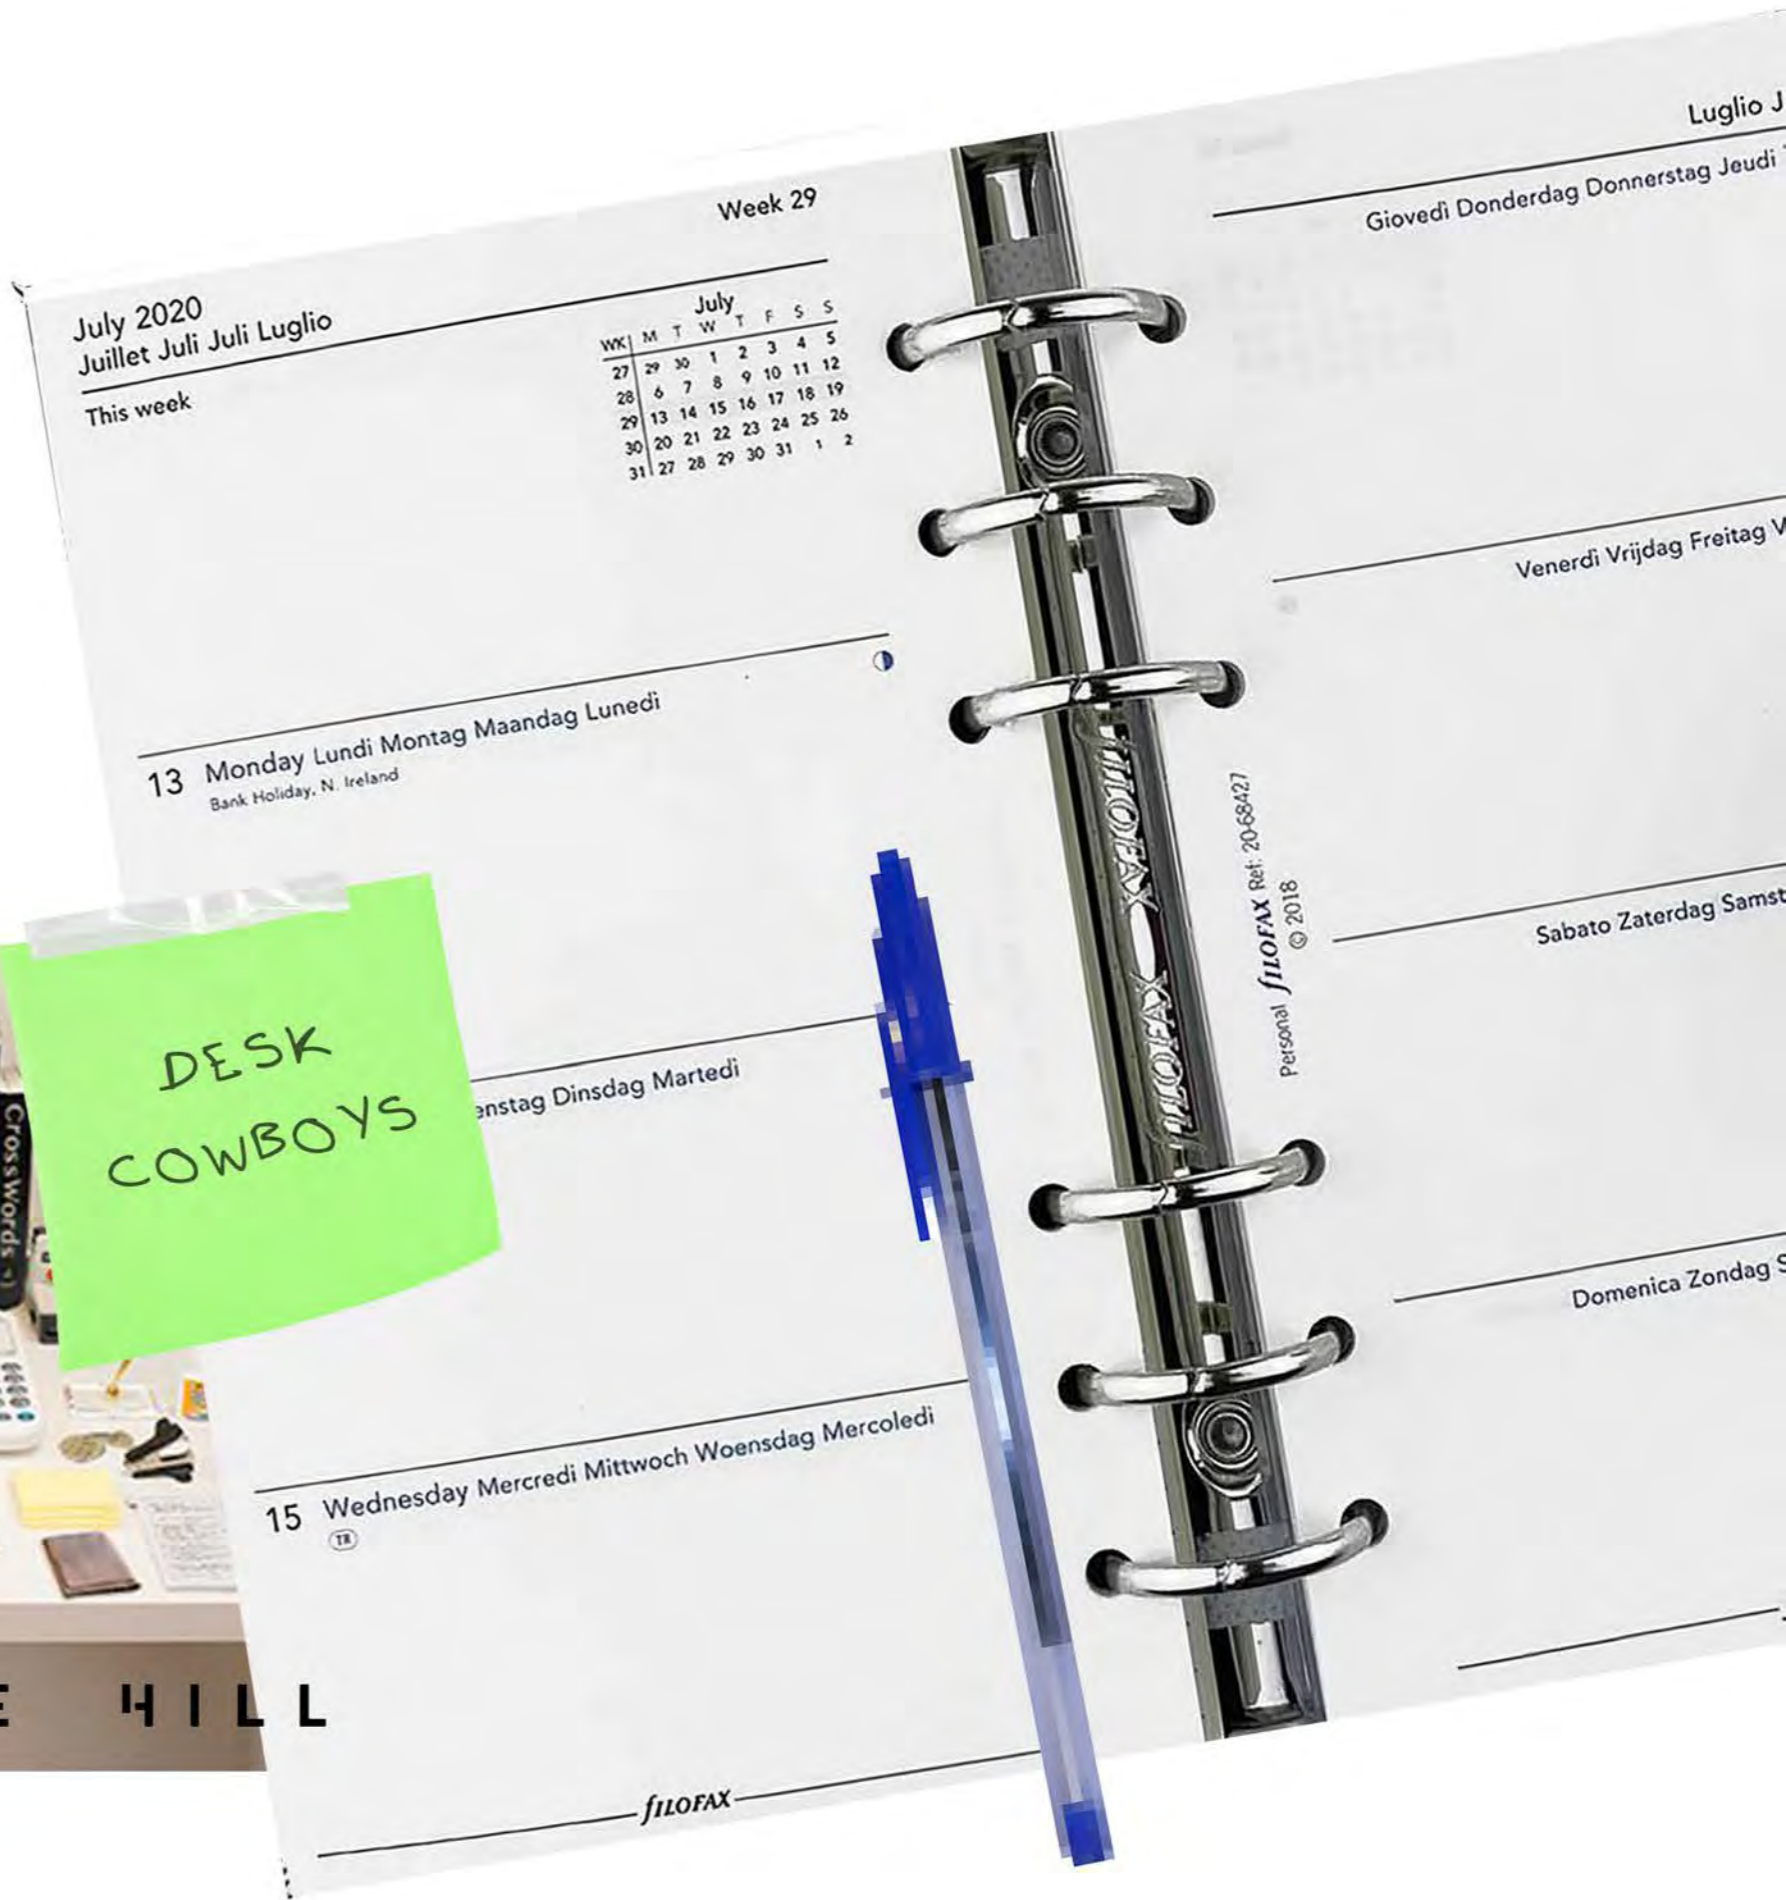 Week 29
July 2020
Juillet Juli Juli Luglio
This week
July
WK M T W T F S S
27 29 30 1 2 3 4 5
28 6 7 8 9 10 11 12
29 13 14 15 16 17 18 19
30 20 21 22 23 24 25 26
31 27 28 29 30 31 1 2
13 Monday Lundi Montag Maandag Lunedì
Bank Holiday, N. Ireland
DESK
COWBOYS
enstag Dinsdag Martedì
15 Wednesday Mercredi Mittwoch Woensdag Mercoledì
TR
FILOFAX
Crosswords
HILL
FILOFAX
FILOFAX
Personal FILOFAX Ref: 20-68427
© 2018
Luglio J
Giovedì Donderdag Donnerstag Jeudi
Venerdì Vrijdag Freitag V
Sabato Zaterdag Samst
Domenica Zondag S